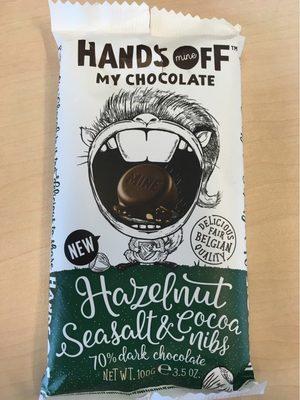 HANDS OFF™
mine
MY CHOCOLATE
MINE
DELICIOUS
FAIR
BELGIAN
QUALITY
NEW
Hazelnut
Seasalt & Cocoa
nibs
70% dark chocolate
NET WT. 100g ℮ 3.5 OZ.